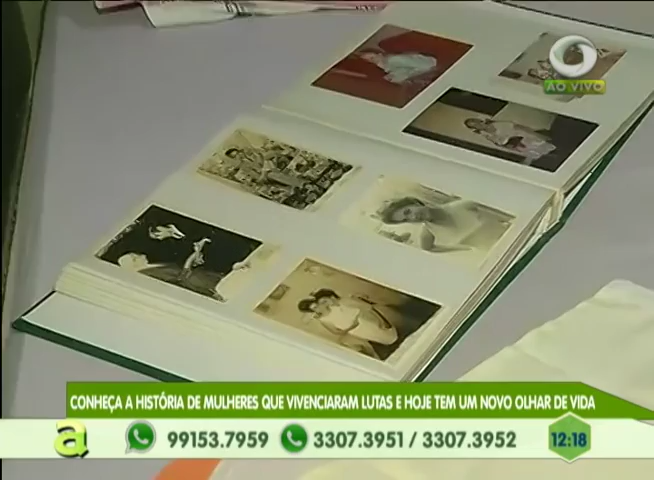 AO VIVO
CONHEÇA A HISTÓRIA DE MULHERES QUE VIVENCIARAM LUTAS E HOJE TEM UM NOVO OLHAR DE VIDA
a 99153.7959 3307.3951 / 3307.3952 12:18